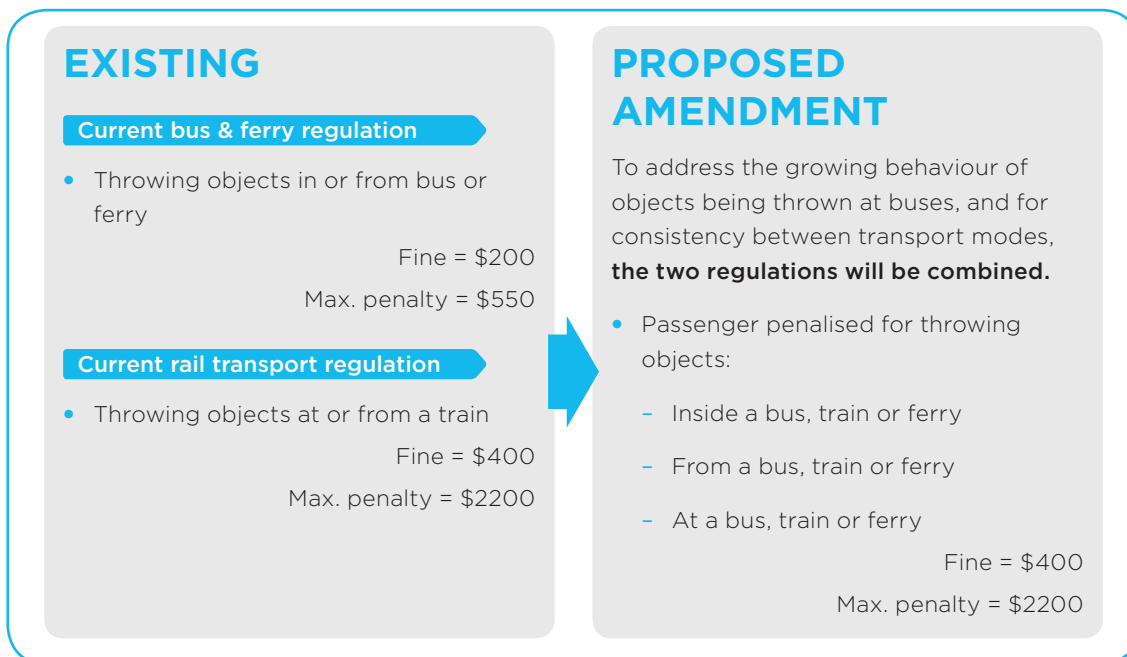 EXISTING
Current bus & ferry regulation
• Throwing objects in or from bus or
ferry
Fine = $200
Max. penalty = $550
Current rail transport regulation
• Throwing objects at or from a train
Fine = $400
Max. penalty = $2200
PROPOSED
AMENDMENT
To address the growing behaviour of
objects being thrown at buses, and for
consistency between transport modes,
the two regulations will be combined.
• Passenger penalised for throwing
objects:
– Inside a bus, train or ferry
– From a bus, train or ferry
– At a bus, train or ferry
Fine = $400
Max. penalty = $2200